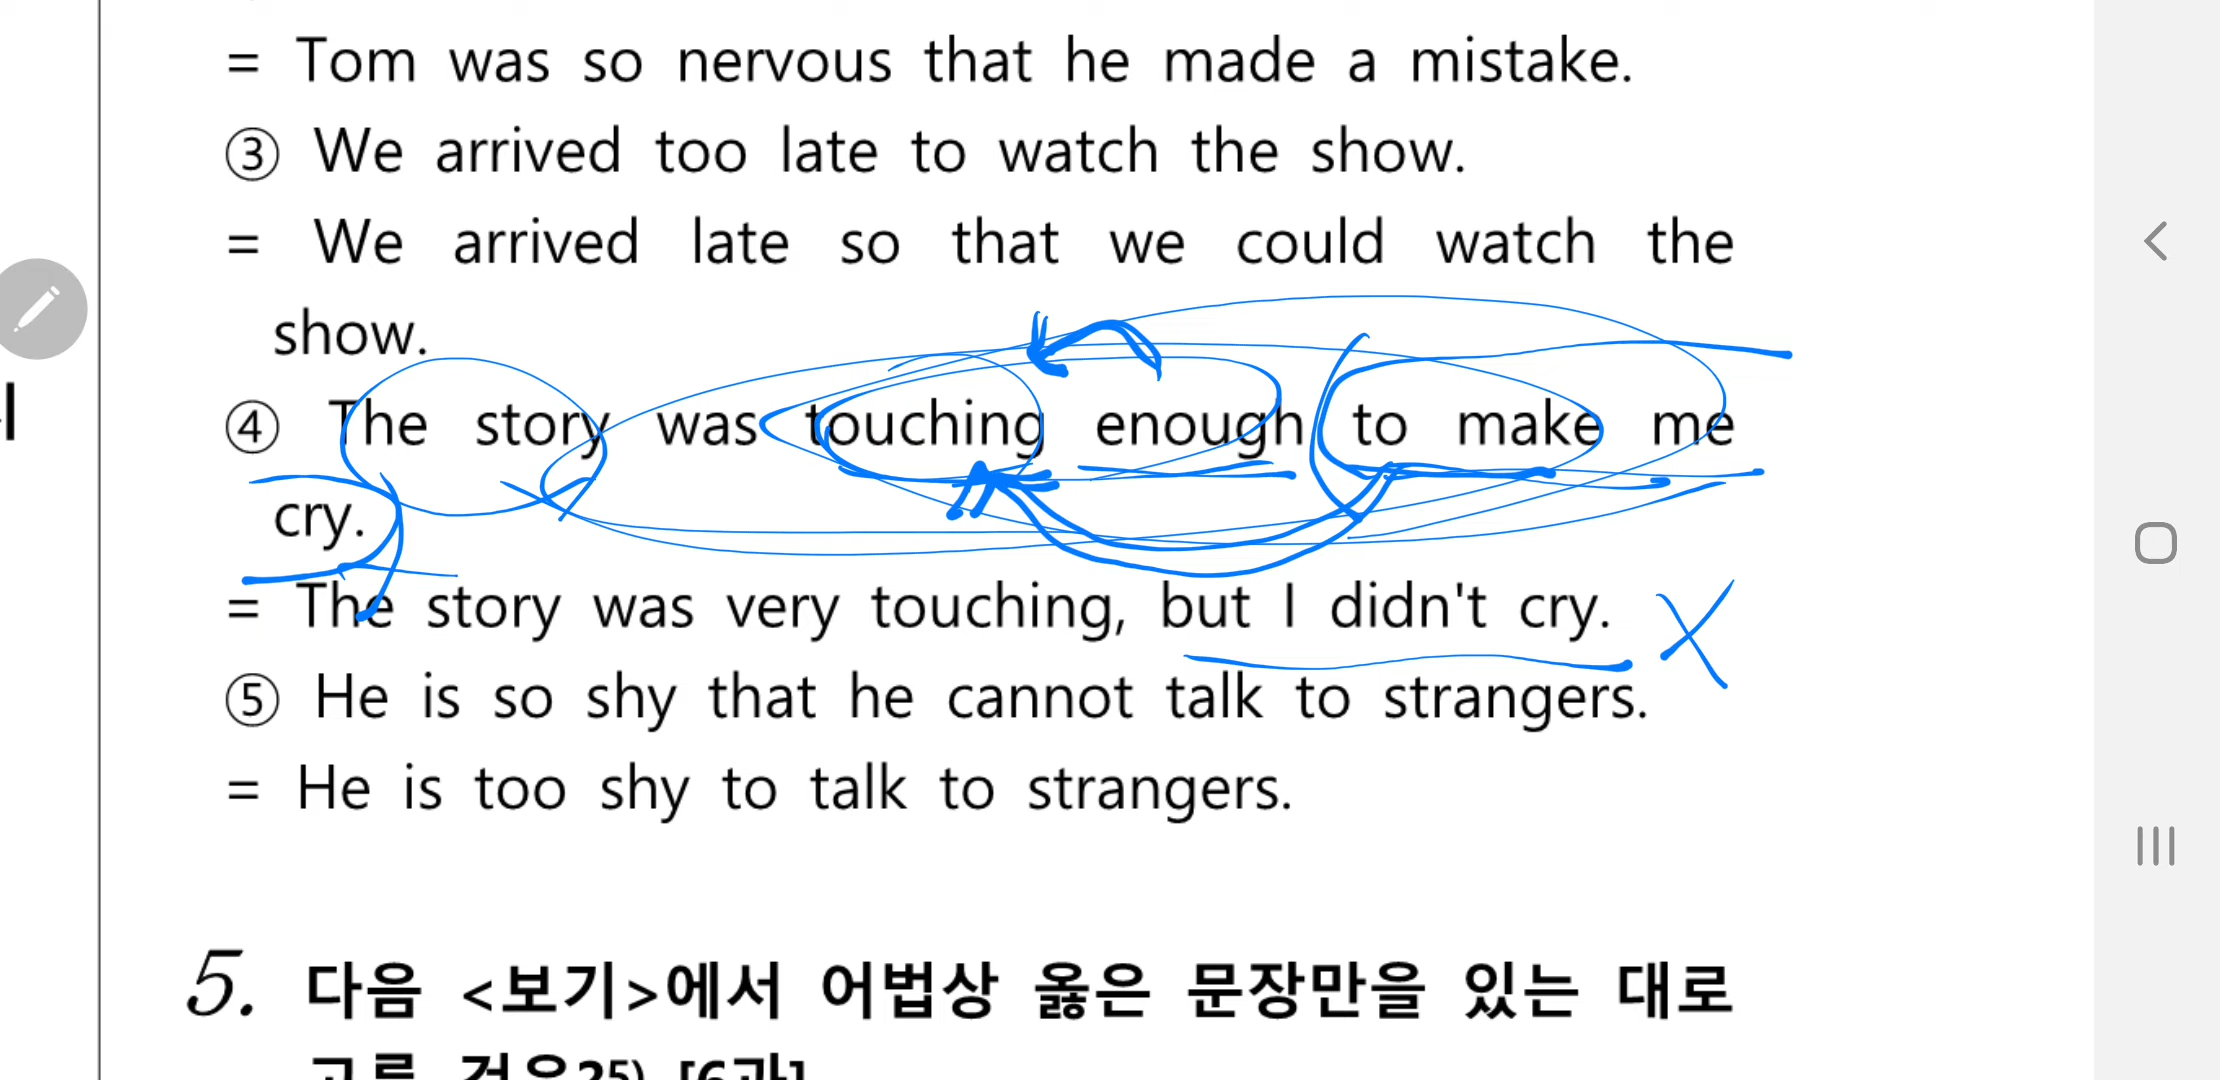 = Tom was so nervous that he made a mistake.
③ We arrived too late to watch the show.
= We arrived late so that we could watch the
show.
④ The story was touching enough to make me
cry.
= The story was very touching, but I didn't cry.
⑤ He is so shy that he cannot talk to strangers.
= He is too shy to talk to strangers.
5. 다음 <보기>에서 어법상 옳은 문장만을 있는 대로